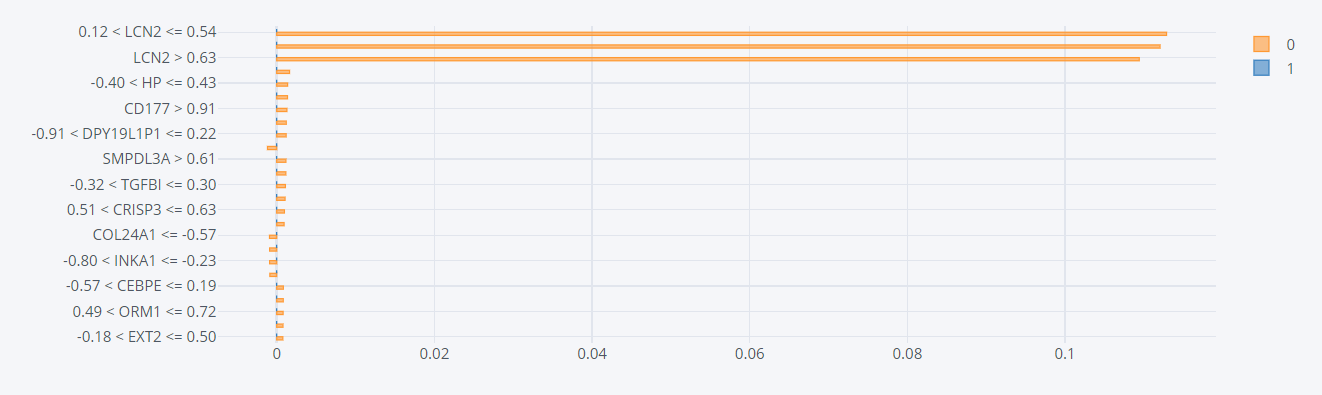 0.12 < LCN2 <= 0.54
LCN2 > 0.63
-0.40 < HP <= 0.43
CD177 > 0.91
-0.91 < DPY19L1P1 <= 0.22
SMPDL3A > 0.61
-0.32 < TGFBI <= 0.30
0.51 < CRISP3 <= 0.63
COL24A1 <= -0.57
-0.80 < INKA1 <= -0.23
-0.57 < CEBPE <= 0.19
0.49 < ORM1 <= 0.72
-0.18 < EXT2 <= 0.50
0 0.02 0.04 0.06 0.08 0.1
0
1